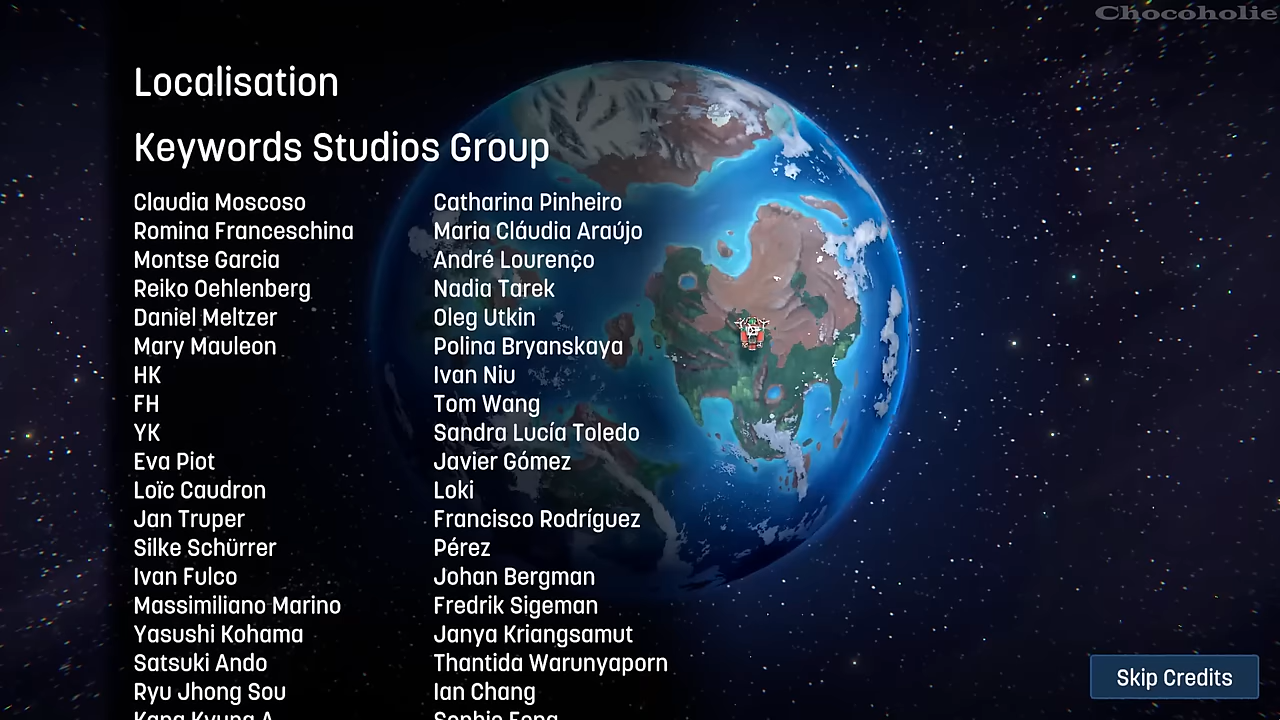 Chocoholie
Localisation
Keywords Studios Group
Claudia Moscoso
Romina Franceschina
Montse Garcia
Reiko Oehlenberg
Daniel Meltzer
Mary Mauleon
HK
FH
YK
Eva Piot
Loïc Caudron
Jan Truper
Silke Schürrer
Ivan Fulco
Massimiliano Marino
Yasushi Kohama
Satsuki Ando
Ryu Jhong Sou
Catharina Pinheiro
Maria Cláudia Araújo
André Lourenço
Nadia Tarek
Oleg Utkin
Polina Bryanskaya
Ivan Niu
Tom Wang
Sandra Lucía Toledo
Javier Gómez
Loki
Francisco Rodríguez
Pérez
Johan Bergman
Fredrik Sigeman
Janya Kriangsamut
Thantida Warunyaporn
Ian Chang
Skip Credits